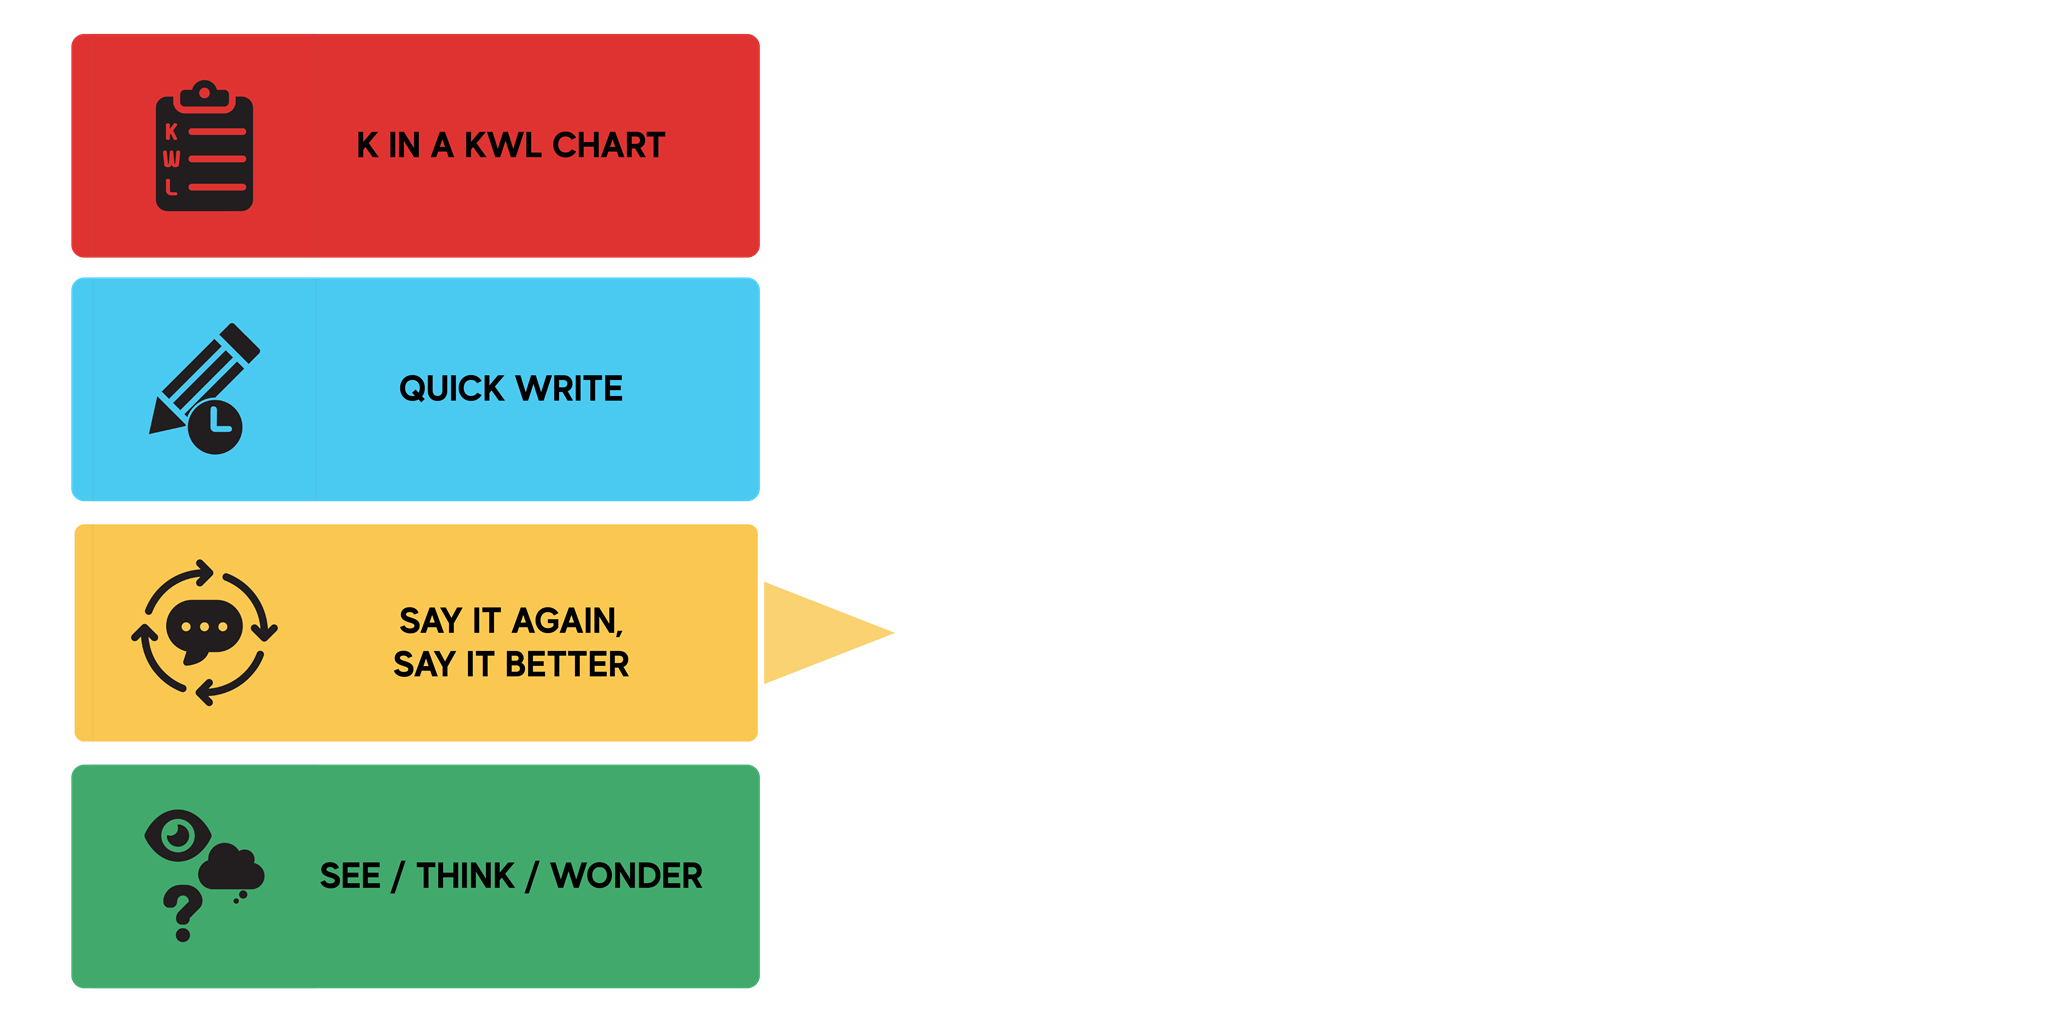 K
W
L
K IN A KWL CHART
QUICK WRITE
SAY IT AGAIN,
SAY IT BETTER
?
SEE / THINK / WONDER